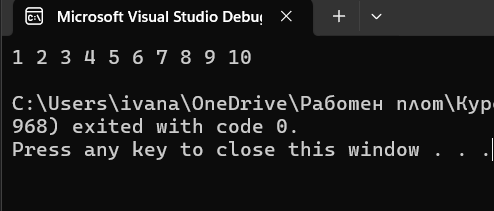 Microsoft Visual Studio Debu
1 2 3 4 5 6 7 8 9 10
C:\Users\ivana\OneDrive\Работен плот\Кур
968) exited with code 0.
Press any key to close this window . . .